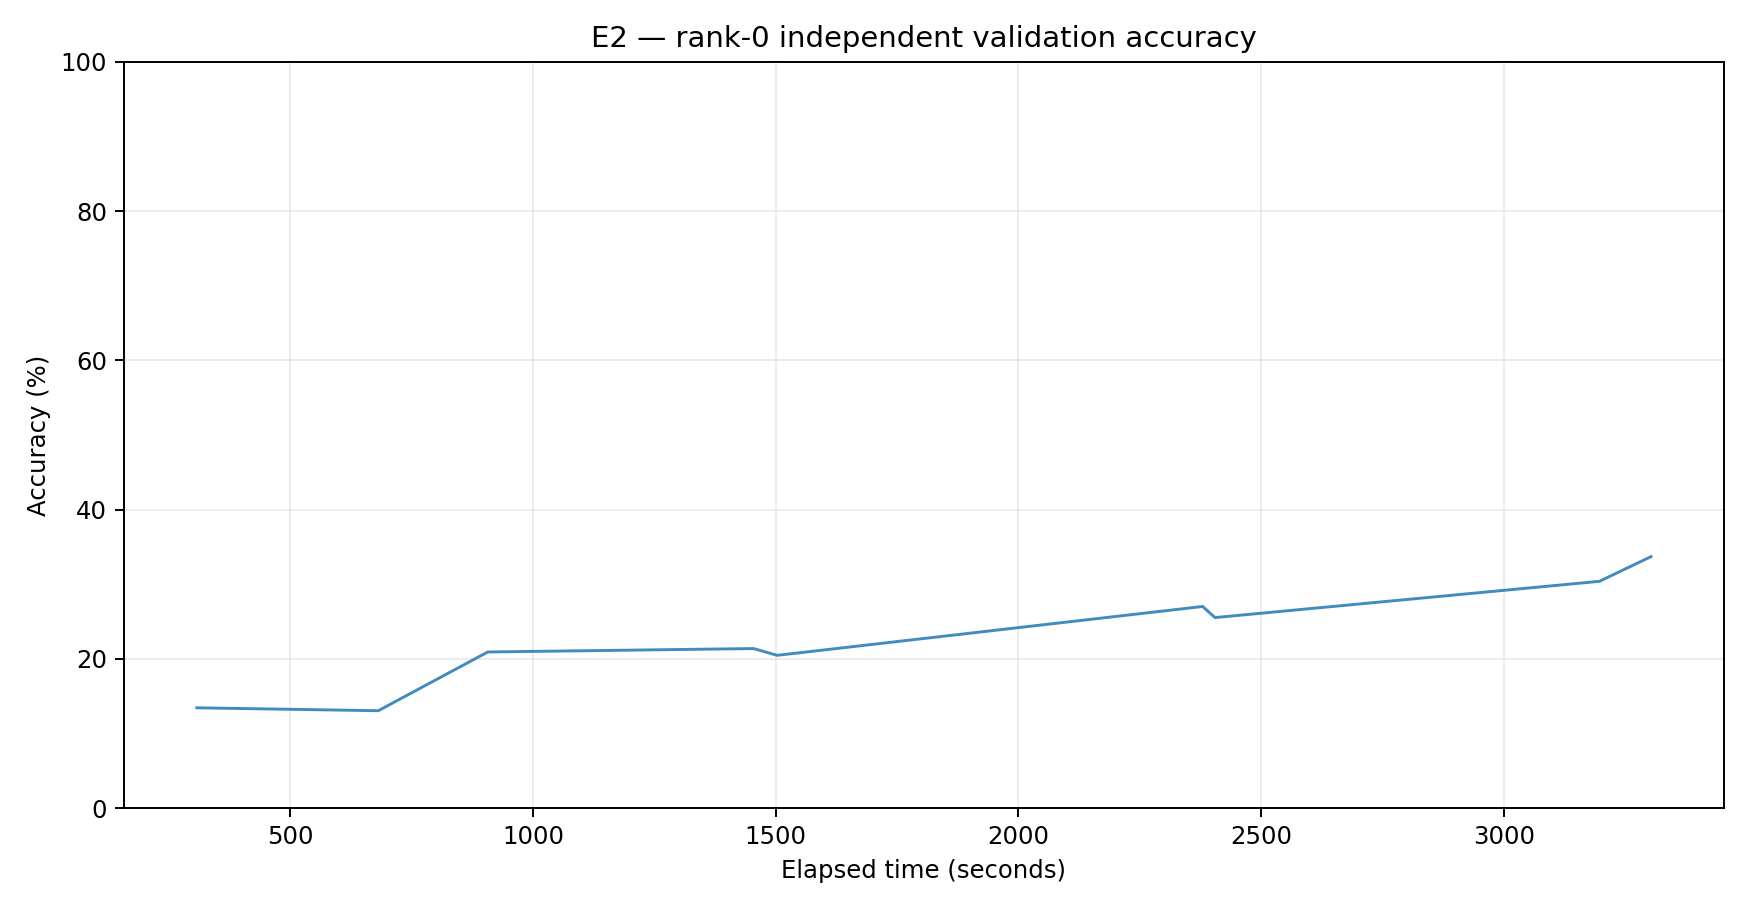 E2 — rank-0 independent validation accuracy
100
80
60
40
20
0
Accuracy (%)
500 1000 1500 2000 2500 3000
Elapsed time (seconds)